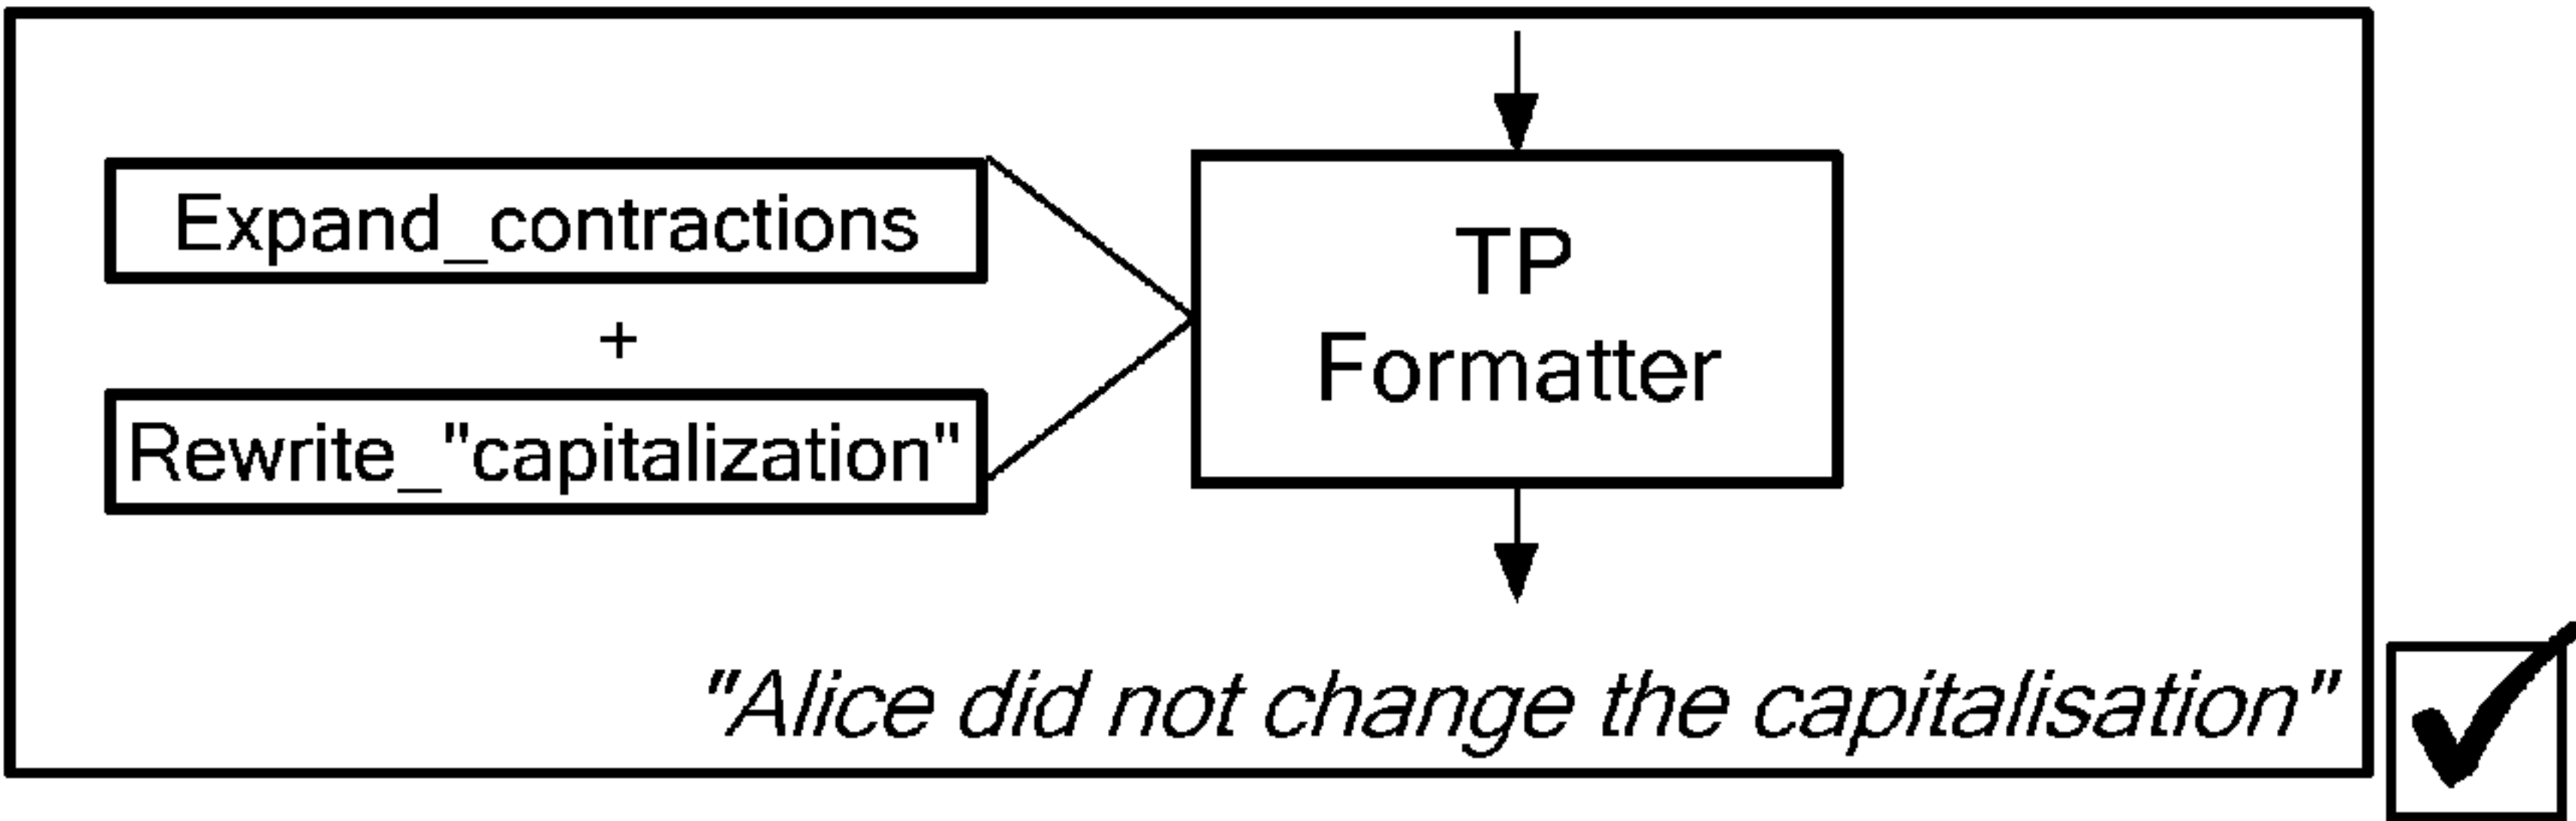 Expand_contractions
+
Rewrite_"capitalization"
TP
Formatter
"Alice did not change the capitalisation"